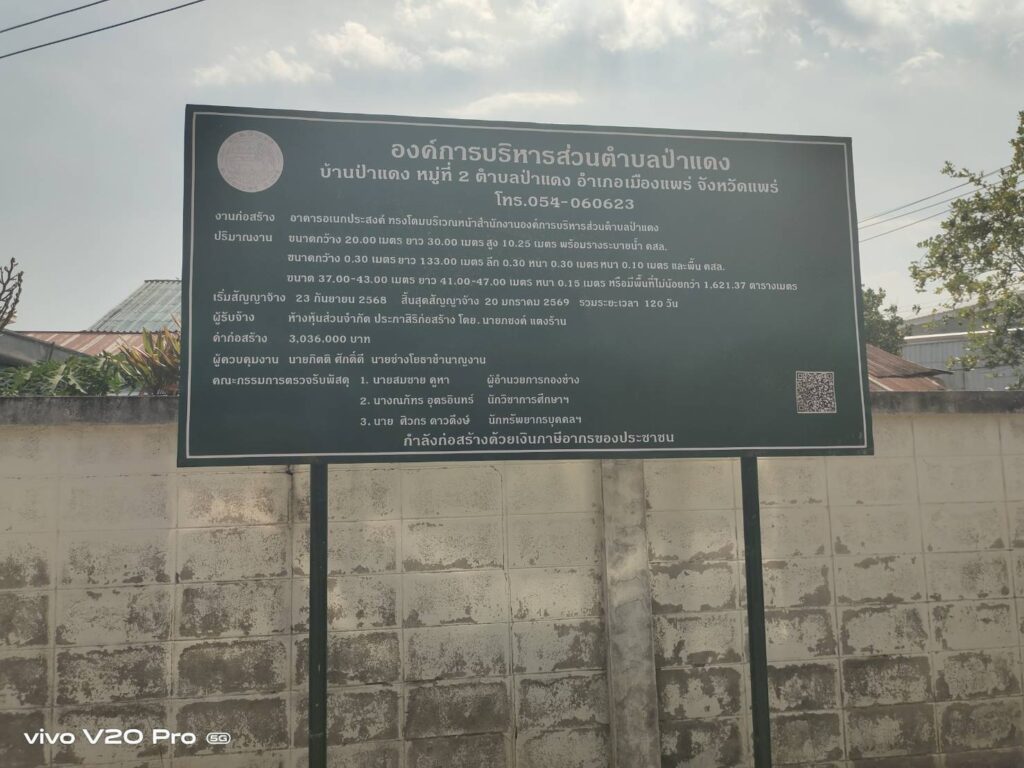 องค์การบริหารส่วนตำบลป่าแดง
บ้านป่าแดง หมู่ที่ 2 ตำบลป่าแดง อำเภอเมืองแพร่ จังหวัดแพร่
โทร.054-060623
งานก่อสร้าง อาคารอเนกประสงค์ ทรงโดมบริเวณหน้าสำนักงานองค์การบริหารส่วนตำบลป่าแดง
ปริมาณงาน ขนาดกว้าง 20.00 เมตร ยาว 30.00 เมตร สูง 10.25 เมตร พร้อมรางระบายน้ำ คสล.
ขนาดกว้าง 0.30 เมตร ยาว 133.00 เมตร ลึก 0.30 หนา 0.30 เมตร หนา 0.10 เมตร และพื้น คสล.
ขนาด 37.00-43.00 เมตร ยาว 41.00-47.00 เมตร หนา 0.15 เมตร หรือมีพื้นที่ไม่น้อยกว่า 1,621.37 ตารางเมตร
เริ่มสัญญาจ้าง 23 กันยายน 2568 สิ้นสุดสัญญาจ้าง 20 มกราคม 2569 รวมระยะเวลา 120 วัน
ผู้รับจ้าง ห้างหุ้นส่วนจำกัด ประภาสิริก่อสร้าง โดย. นายภุชงค์ แตงร้าน
ค่าก่อสร้าง 3,036,000 บาท
ผู้ควบคุมงาน นายกิตติ ศักดิ์ดี นายช่างโยธาชำนาญงาน
คณะกรรมการตรวจรับพัสดุ 1. นายสมชาย คูหา ผู้อำนวยการกองช่าง
2. นางณภัทร อุตรอินทร์ นักวิชาการศึกษาฯ
3. นาย ศิวกร ดาวดึงษ์ นักทรัพยากรบุคคลฯ
กำลังก่อสร้างด้วยเงินภาษีอากรของประชาชน
vivo V20 Pro 5G